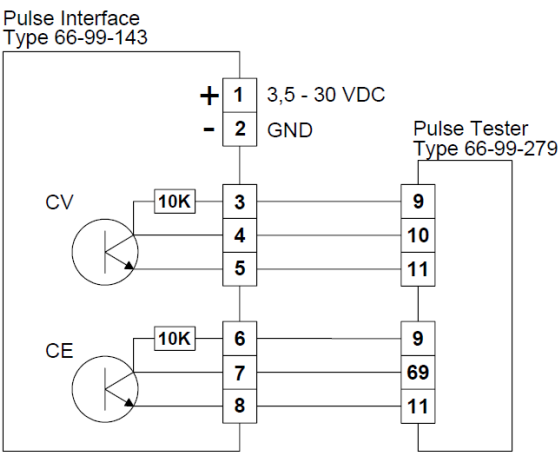 Pulse Interface
Type 66-99-143
+ 1 3,5 - 30 VDC
- 2 GND
Pulse Tester
Type 66-99-279
CV 10K 3 9
4 10
5 11
CE 10K 6 9
7 69
8 11